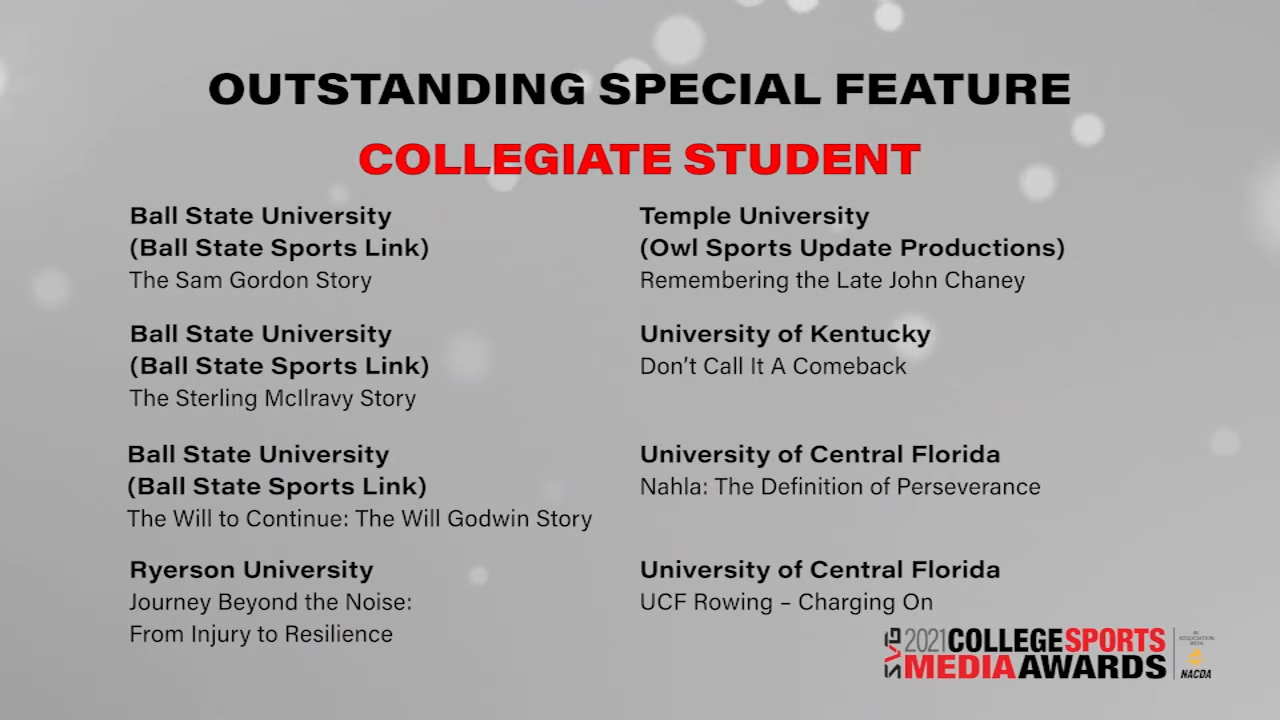 OUTSTANDING SPECIAL FEATURE
COLLEGIATE STUDENT
Ball State University
(Ball State Sports Link)
The Sam Gordon Story
Ball State University
(Ball State Sports Link)
The Sterling McIlravy Story
Ball State University
(Ball State Sports Link)
The Will to Continue: The Will Godwin Story
Ryerson University
Journey Beyond the Noise:
From Injury to Resilience
Temple University
(Owl Sports Update Productions)
Remembering the Late John Chaney
University of Kentucky
Don’t Call It A Comeback
University of Central Florida
Nahla: The Definition of Perseverance
University of Central Florida
UCF Rowing – Charging On
SVG
2021 COLLEGE SPORTS
MEDIA AWARDS
IN
ASSOCIATION
WITH
NACDA